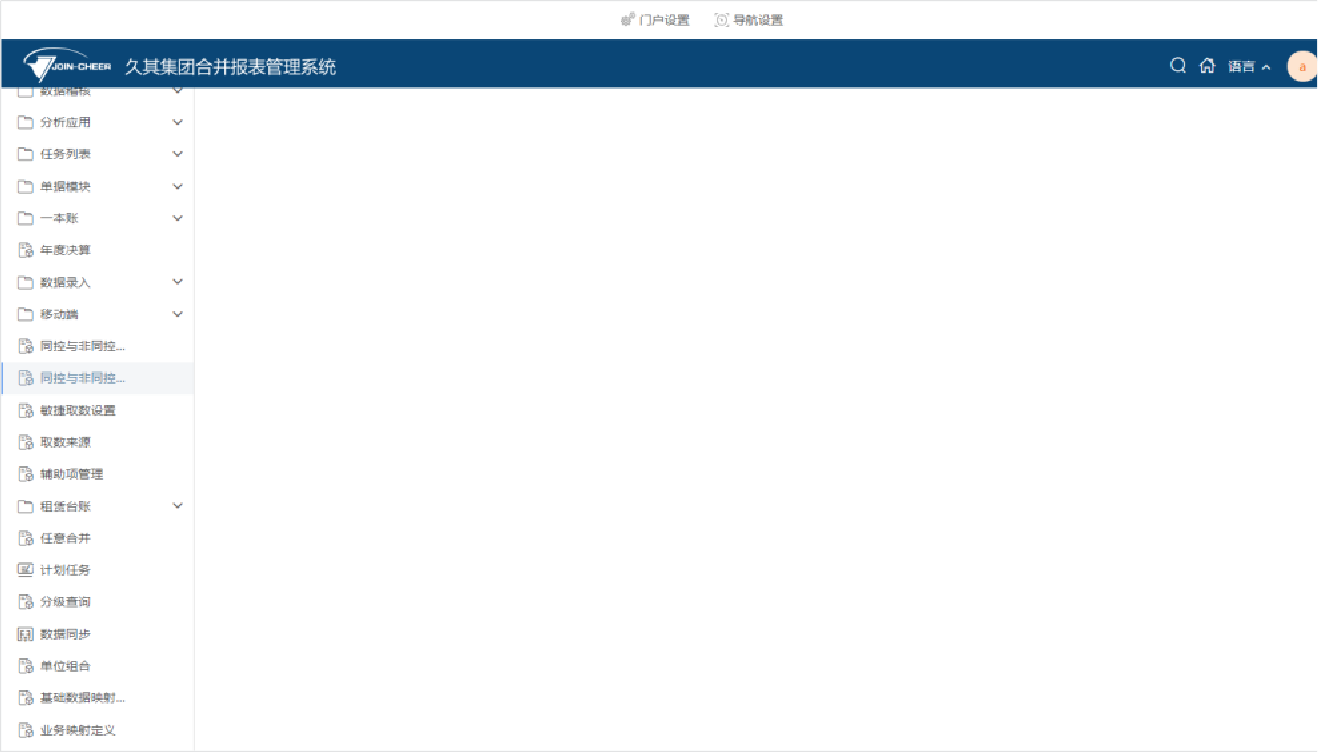 门户设置 导航设置
JOIN-CHEER 久其集团合并报表管理系统 语言 a
数据稽核
分析应用
任务列表
单据模块
一本账
年度决算
数据录入
移动端
同控与非同控...
同控与非同控...
敏捷取数设置
取数来源
辅助项管理
租赁台账
任意合并
计划任务
分级查询
数据同步
单位组合
基础数据映射...
业务映射定义